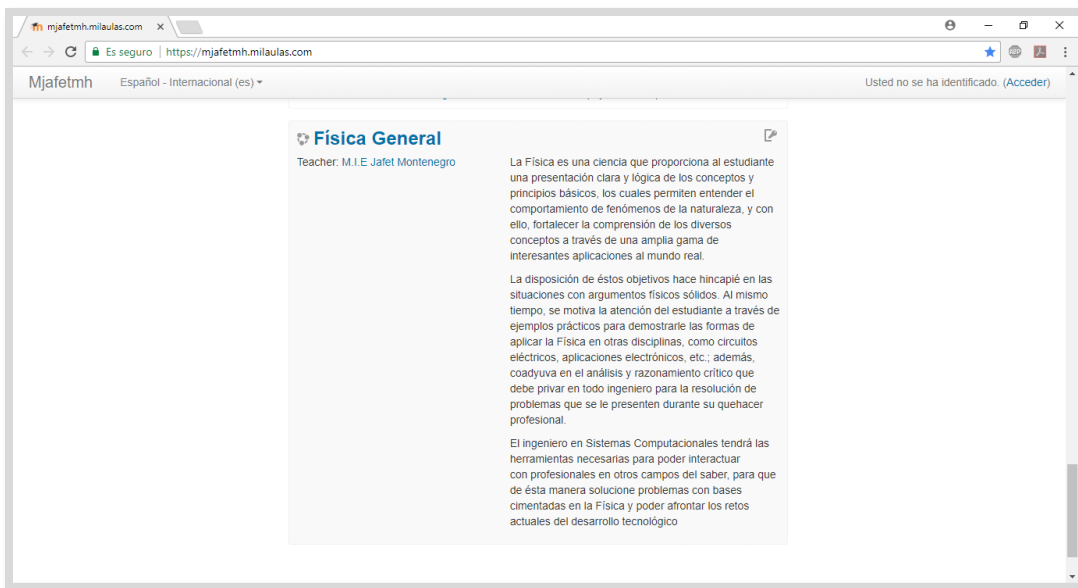 mjafetmh.milaulas.com
Es seguro | https://mjafetmh.milaulas.com
Mjafetmh Español - Internacional (es) Usted no se ha identificado. (Acceder)
Física General
Teacher: M.I.E Jafet Montenegro
La Física es una ciencia que proporciona al estudiante
una presentación clara y lógica de los conceptos y
principios básicos, los cuales permiten entender el
comportamiento de fenómenos de la naturaleza, y con
ello, fortalecer la comprensión de los diversos
conceptos a través de una amplia gama de
interesantes aplicaciones al mundo real.
La disposición de éstos objetivos hace hincapié en las
situaciones con argumentos físicos sólidos. Al mismo
tiempo, se motiva la atención del estudiante a través de
ejemplos prácticos para demostrarle las formas de
aplicar la Física en otras disciplinas, como circuitos
eléctricos, aplicaciones electrónicos, etc.; además,
coadyuva en el análisis y razonamiento crítico que
debe privar en todo ingeniero para la resolución de
problemas que se le presenten durante su quehacer
profesional.
El ingeniero en Sistemas Computacionales tendrá las
herramientas necesarias para poder interactuar
con profesionales en otros campos del saber, para que
de ésta manera solucione problemas con bases
cimentadas en la Física y poder afrontar los retos
actuales del desarrollo tecnológico